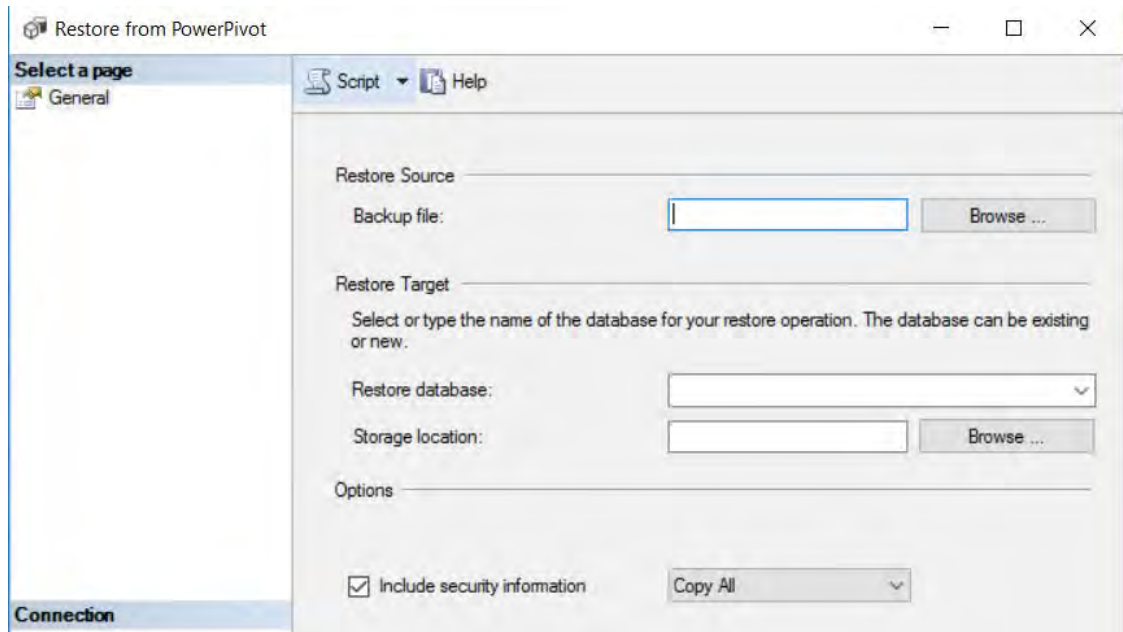 Restore from PowerPivot
Select a page
General
Script
Help
Restore Source
Backup file:
Browse ...
Restore Target
Select or type the name of the database for your restore operation. The database can be existing
or new.
Restore database:
Storage location:
Browse ...
Options
Include security information
Copy All
Connection